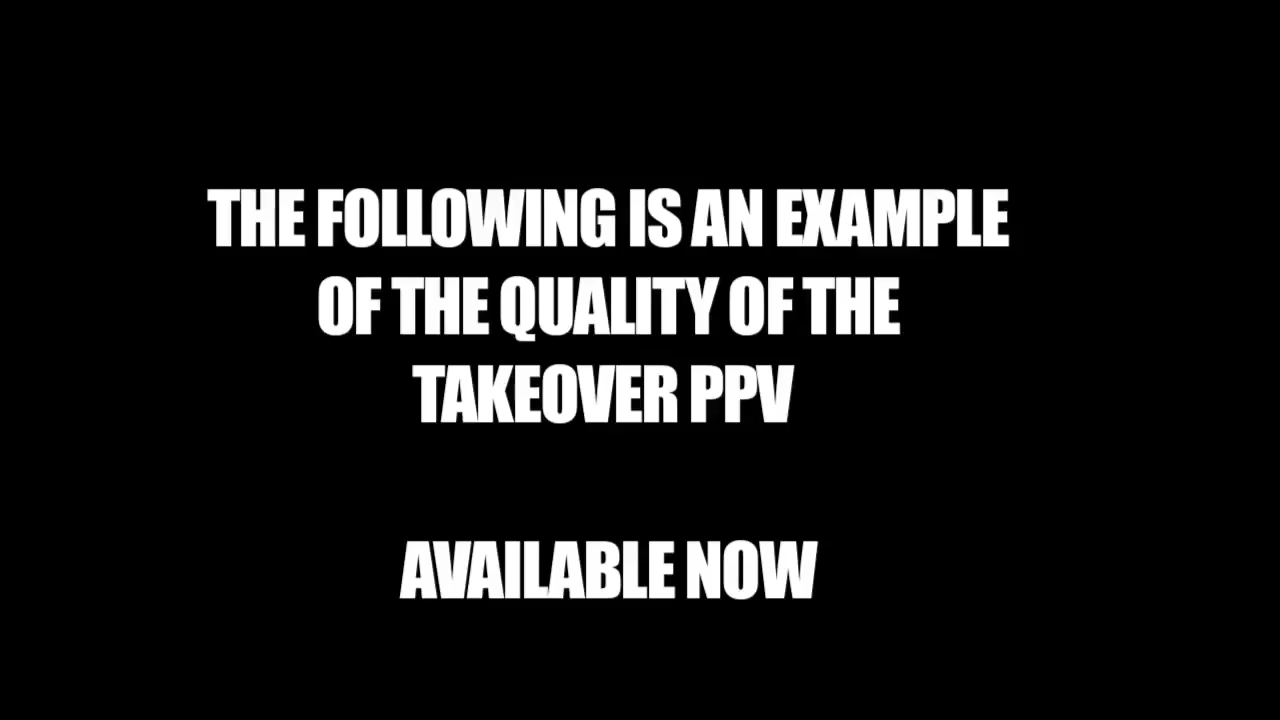 THE FOLLOWING IS AN EXAMPLE
OF THE QUALITY OF THE
TAKEOVER PPV
AVAILABLE NOW